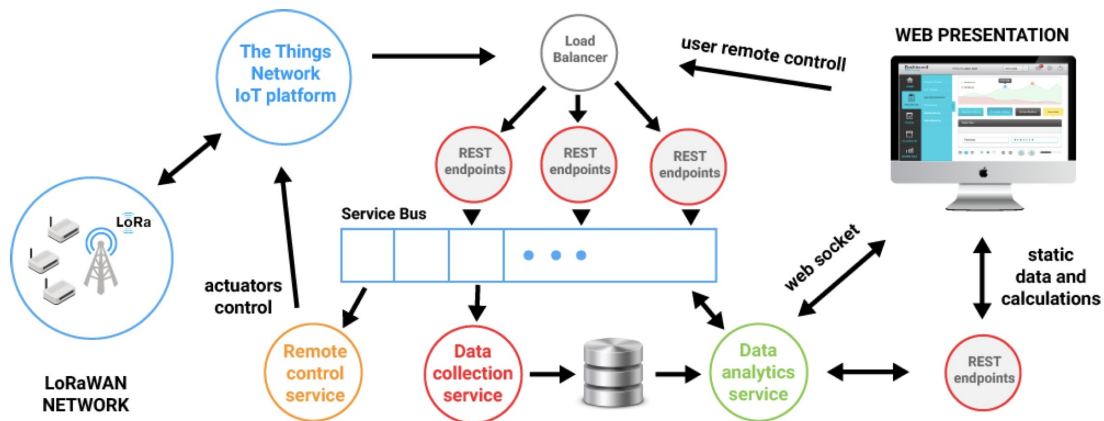 The Things
Network
IoT platform
Load
Balancer
user remote controll
WEB PRESENTATION
REST
endpoints
REST
endpoints
REST
endpoints
LoRa
Service Bus
actuators
control
web socket
static
data and
calculations
Remote
control
service
Data
collection
service
Data
analytics
service
REST
endpoints
LoRaWAN
NETWORK